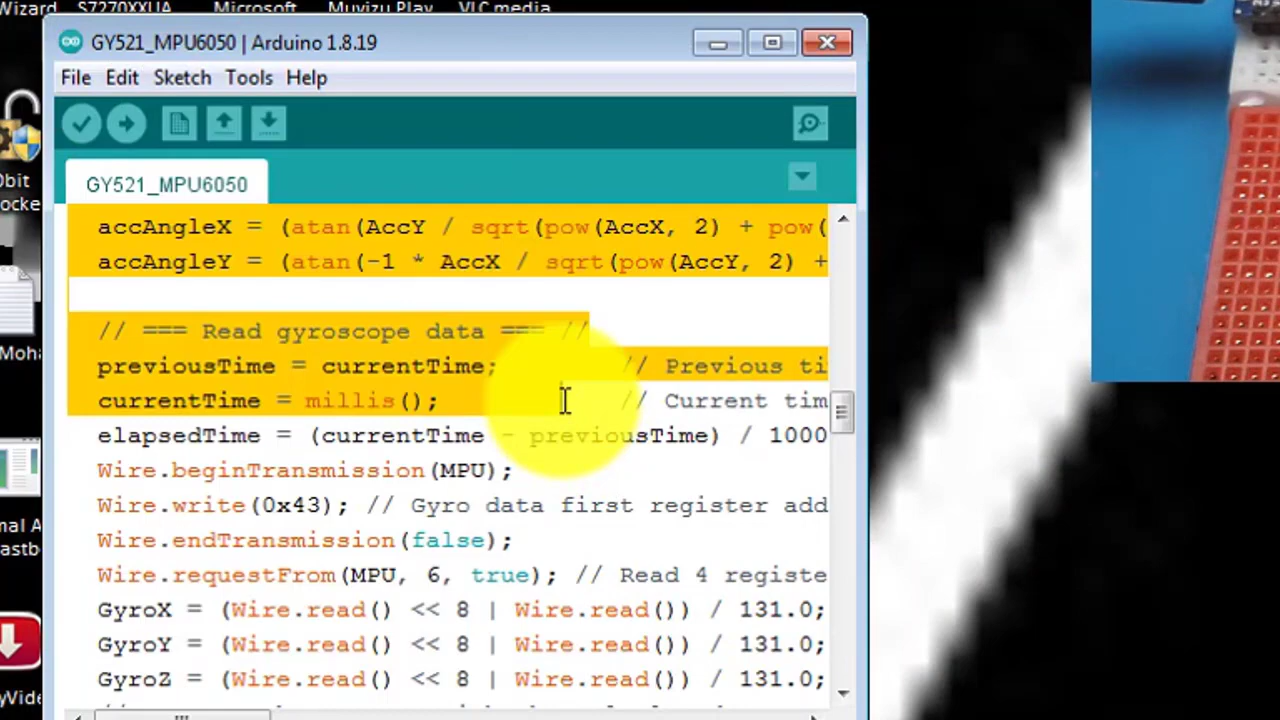 Wizard S7270XXUA Microsoft Muvizu Play VLC media
GY521_MPU6050 | Arduino 1.8.19
File Edit Sketch Tools Help
GY521_MPU6050
accAngleX = (atan(AccY / sqrt(pow(AccX, 2) + pow(
accAngleY = (atan(-1 * AccX / sqrt(pow(AccY, 2) +
// === Read gyroscope data === //
previousTime = currentTime; // Previous ti
currentTime = millis(); // Current tim
elapsedTime = (currentTime - previousTime) / 1000
Wire.beginTransmission(MPU);
Wire.write(0x43); // Gyro data first register add
Wire.endTransmission(false);
Wire.requestFrom(MPU, 6, true); // Read 4 registe
GyroX = (Wire.read() << 8 | Wire.read()) / 131.0;
GyroY = (Wire.read() << 8 | Wire.read()) / 131.0;
GyroZ = (Wire.read() << 8 | Wire.read()) / 131.0;